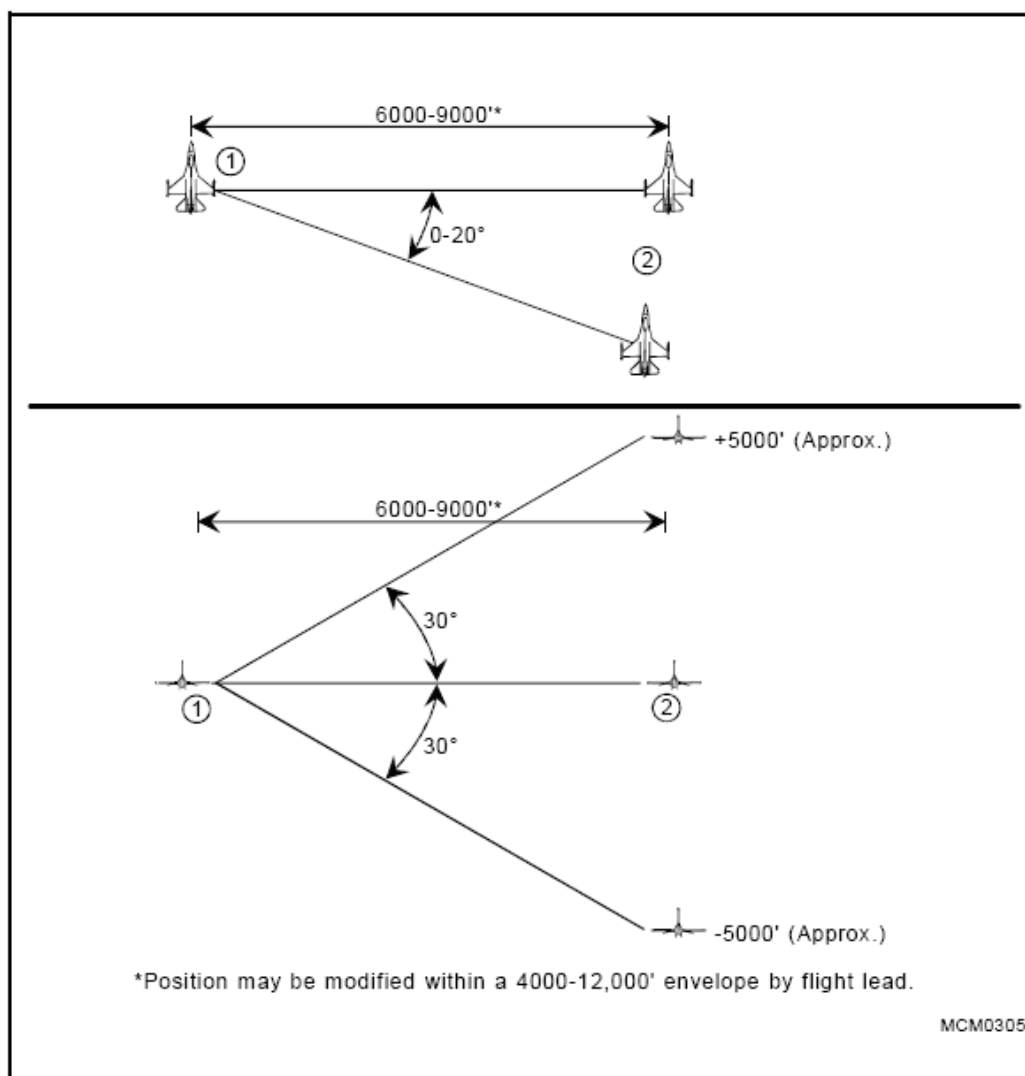 6000-9000'*
①
0-20°
②
+5000' (Approx.)
6000-9000'*
30°
①
②
30°
-5000' (Approx.)
*Position may be modified within a 4000-12,000' envelope by flight lead.
MCM0305